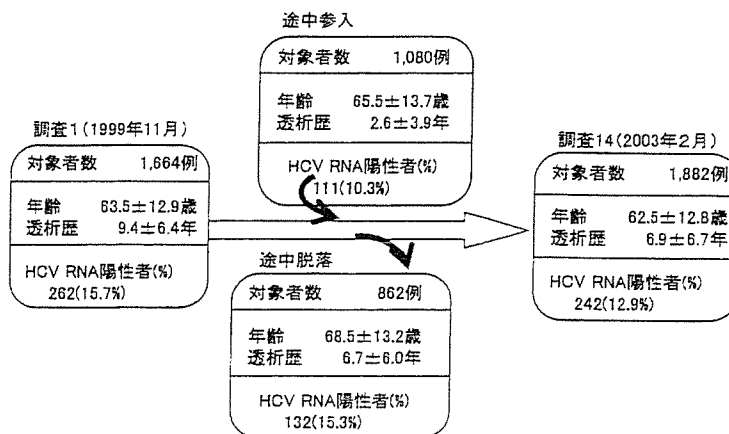 途中参入
対象者数 1,080例
年齢 65.5±13.7歳
透析歴 2.6±3.9年
HCV RNA陽性者(%)
111(10.3%)
調査1(1999年11月)
対象者数 1,664例
年齢 63.5±12.9歳
透析歴 9.4±6.4年
HCV RNA陽性者(%)
262(15.7%)
途中脱落
対象者数 862例
年齢 68.5±13.2歳
透析歴 6.7±6.0年
HCV RNA陽性者(%)
132(15.3%)
調査14(2003年2月)
対象者数 1,882例
年齢 62.5±12.8歳
透析歴 6.9±6.7年
HCV RNA陽性者(%)
242(12.9%)